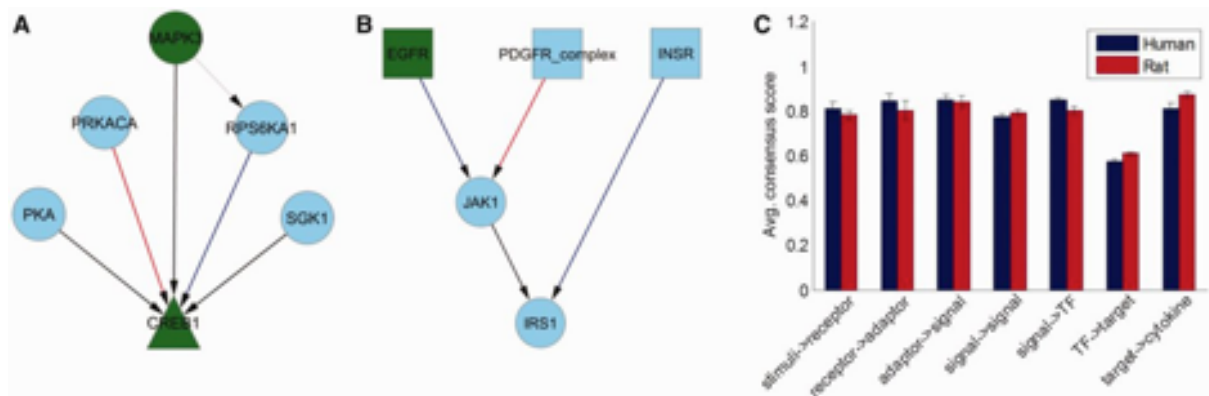 A
MAPK3
PRKACA
RPS6KA1
PKA
SGK1
CREB1
B
EGFR
PDGFR_complex
INSR
JAK1
IRS1
C
1.2
1
0.8
0.6
0.4
0.2
0
Avg. consensus score
Human
Rat
stimuli->receptor
receptor->adaptor
adaptor->signal
signal->signal
signal->TF
TF->target
target->cytokine